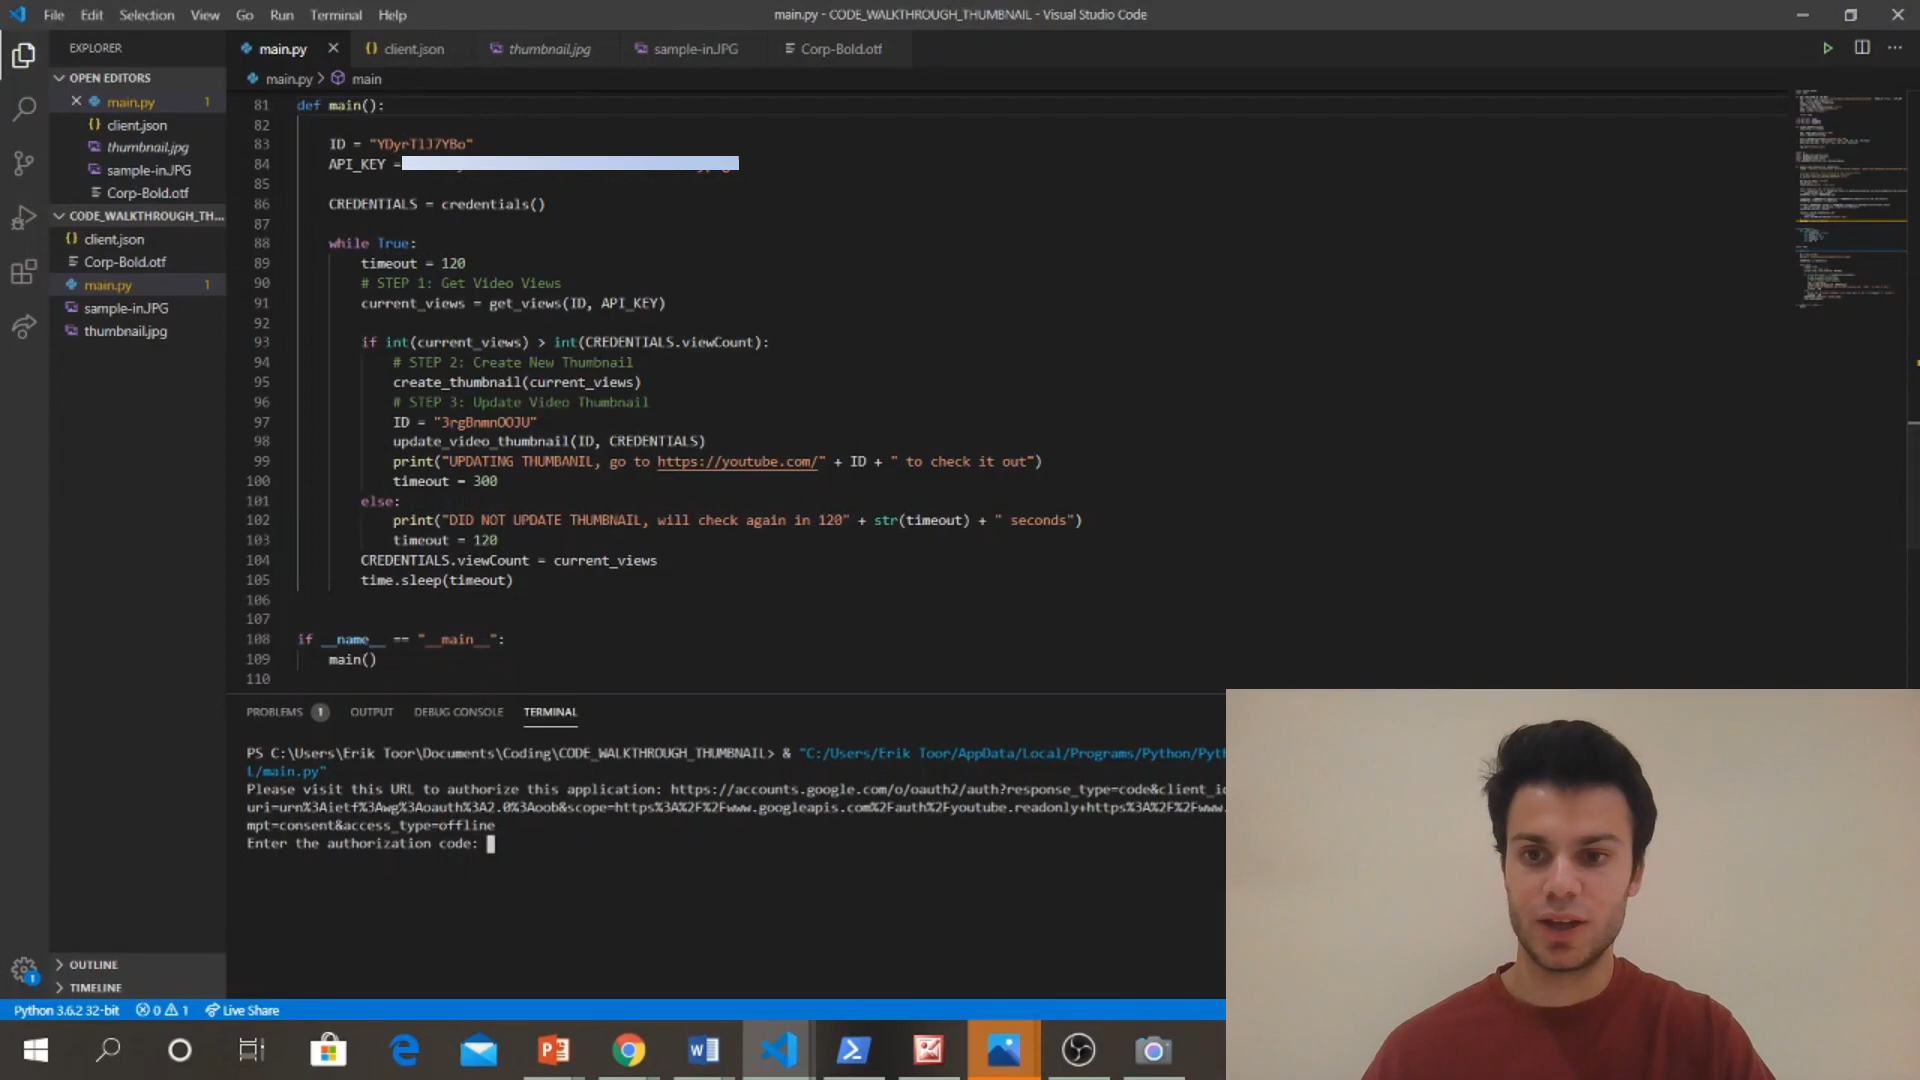 File Edit Selection View Go Run Terminal Help
main.py - CODE_WALKTHROUGH_THUMBNAIL - Visual Studio Code
EXPLORER
main.py
client.json
thumbnail.jpg
sample-in.JPG
Corp-Bold.otf
OPEN EDITORS
main.py > main
main.py 1
client.json
thumbnail.jpg
sample-in.JPG
Corp-Bold.otf
CODE_WALKTHROUGH_TH...
client.json
Corp-Bold.otf
main.py 1
sample-in.JPG
thumbnail.jpg
81 def main():
82
83 ID = "YDyrTlJ7YBo"
84 API_KEY =
85
86 CREDENTIALS = credentials()
87
88 while True:
89 timeout = 120
90 # STEP 1: Get Video Views
91 current_views = get_views(ID, API_KEY)
92
93 if int(current_views) > int(CREDENTIALS.viewCount):
94 # STEP 2: Create New Thumbnail
95 create_thumbnail(current_views)
96 # STEP 3: Update Video Thumbnail
97 ID = "3rgBnmnOOJU"
98 update_video_thumbnail(ID, CREDENTIALS)
99 print("UPDATING THUMBANIL, go to https://youtube.com/" + ID + " to check it out")
100 timeout = 300
101 else:
102 print("DID NOT UPDATE THUMBNAIL, will check again in 120" + str(timeout) + " seconds")
103 timeout = 120
104 CREDENTIALS.viewCount = current_views
105 time.sleep(timeout)
106
107
108 if __name__ == "__main__":
109 main()
110
PROBLEMS 1 OUTPUT DEBUG CONSOLE TERMINAL
PS C:\Users\Erik Toor\Documents\Coding\CODE_WALKTHROUGH_THUMBNAIL> & "C:/Users/Erik Toor/AppData/Local/Programs/Python/Pyt
L/main.py"
Please visit this URL to authorize this application: https://accounts.google.com/o/oauth2/auth?response_type=code&client_i
uri=urn%3Aietf%3Awg%3Aoauth%3A2.0%3Aoob&scope=https%3A%2F%2Fwww.googleapis.com%2Fauth%2Fyoutube.readonly+https%3A%2F%2Fwww.
mpt=consent&access_type=offline
Enter the authorization code:
OUTLINE
TIMELINE
Python 3.6.2 32-bit 0 1 Live Share